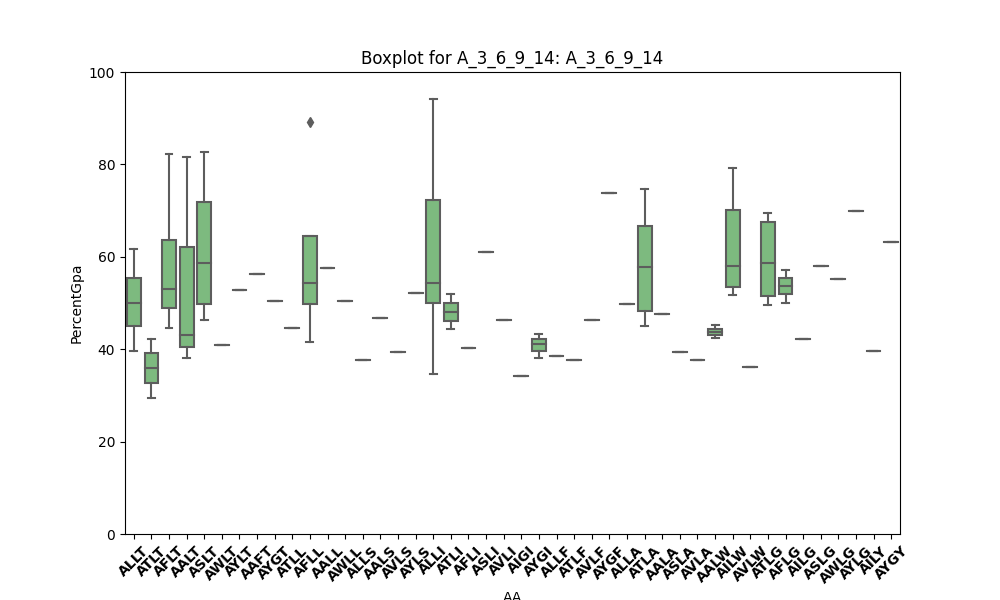 Boxplot for A_3_6_9_14: A_3_6_9_14
PercentGpa
100
80
60
40
20
0
ALLT ATLT AFLT AALT ASLT AWLT AYLT AAFT AYGT ATLL AFLL AALL AWLL ALLS AALS AVLS AYLS ALLI ATLI AFLI ASLI AVLI AIGI AYGI ALLF ATLF AVLF AYGF ALLA ATLA AALA ASLA AVLA AALW AILW AVLW ATLG AFLG AILG ASLG AWLG AYLG AILY AYGY
AA